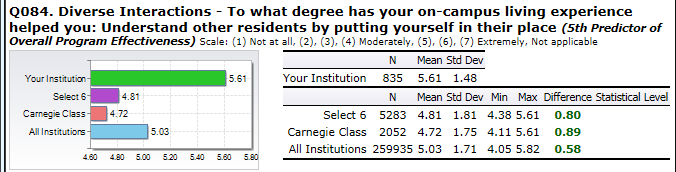 Q084. Diverse Interactions - To what degree has your on-campus living experience
helped you: Understand other residents by putting yourself in their place (5th Predictor of
Overall Program Effectiveness) Scale: (1) Not at all, (2), (3), (4) Moderately, (5), (6), (7) Extremely, Not applicable
Your Institution 5.61
Select 6 4.81
Carnegie Class 4.72
All Institutions 5.03
4.60 4.80 5.00 5.20 5.40 5.60 5.80
N Mean Std Dev
Your Institution 835 5.61 1.48
N Mean Std Dev Min Max Difference Statistical Level
Select 6 5283 4.81 1.81 4.38 5.61 0.80
Carnegie Class 2052 4.72 1.75 4.11 5.61 0.89
All Institutions 259935 5.03 1.71 4.05 5.82 0.58